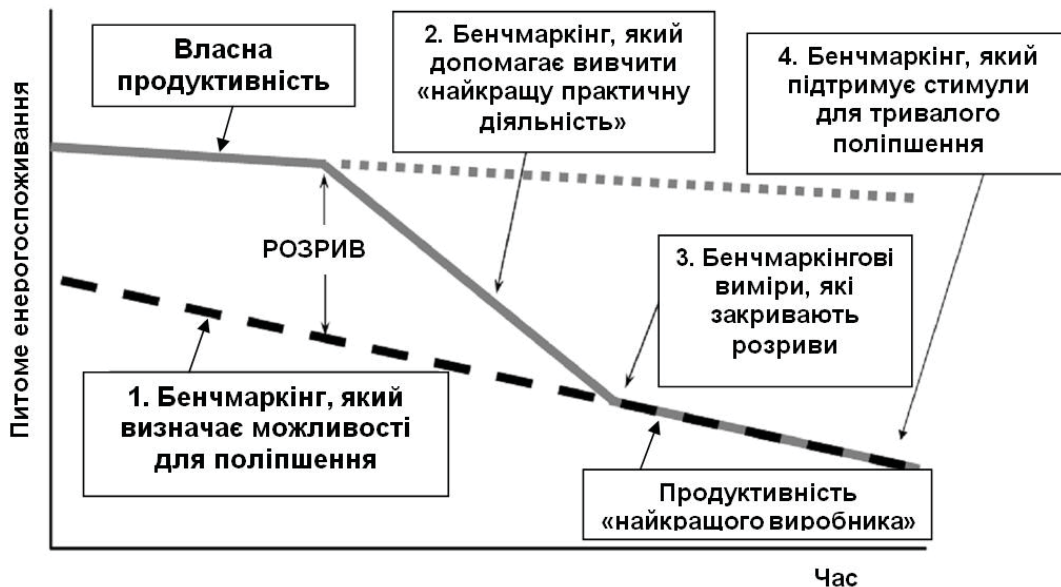 Власна
продуктивність
2. Бенчмаркінг, який
допомагає вивчити
«найкращу практичну
діяльність»
4. Бенчмаркінг, який
підтримує стимули
для тривалого
поліпшення
РОЗРИВ
3. Бенчмаркінгові
виміри, які
закривають
розриви
1. Бенчмаркінг, який
визначає можливості
для поліпшення
Продуктивність
«найкращого виробника»
Питоме енерогоспоживання
Час